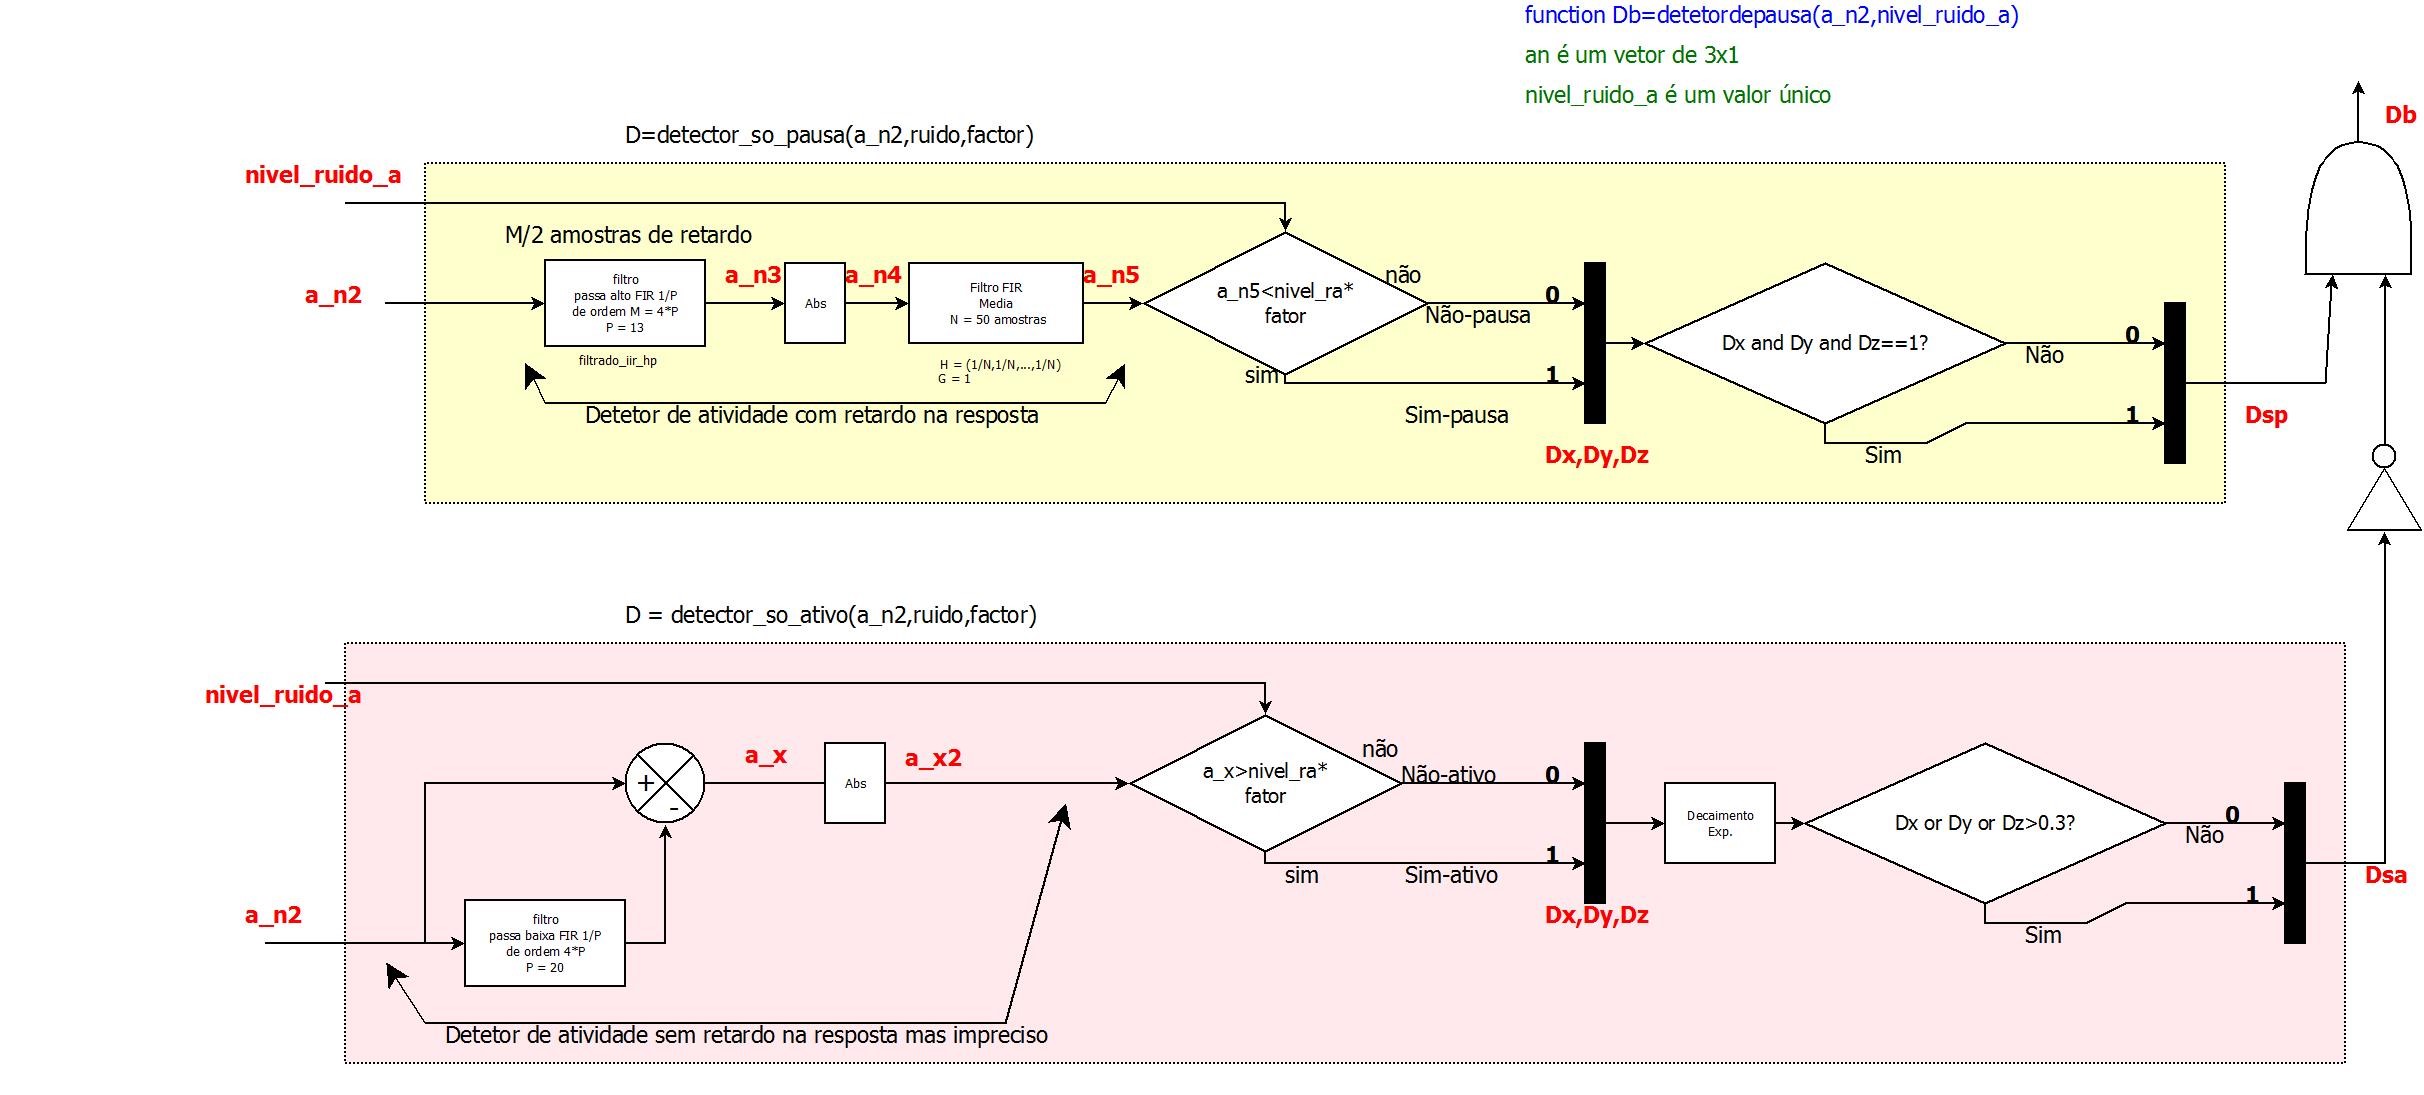 function Db=detetordepausa(a_n2,nivel_ruido_a)
an é um vetor de 3x1
nivel_ruido_a é um valor único
Db
D=detector_so_pausa(a_n2,ruido,factor)
nivel_ruido_a
M/2 amostras de retardo
a_n2
filtro
passa alto FIR 1/P
de ordem M = 4*P
P = 13
filtrado_iir_hp
a_n3
Abs
a_n4
Filtro FIR
Media
N = 50 amostras
H = (1/N,1/N,...,1/N)
G = 1
a_n5
Detetor de atividade com retardo na resposta
a_n5<nivel_ra*
fator
não
Não-pausa
0
sim
1
Sim-pausa
Dx,Dy,Dz
Dx and Dy and Dz==1?
0
Não
1
Sim
Dsp
D = detector_so_ativo(a_n2,ruido,factor)
nivel_ruido_a
+
-
a_x
Abs
a_x2
a_x>nivel_ra*
fator
não
Não-ativo
0
sim
1
Sim-ativo
Dx,Dy,Dz
Decaimento
Exp.
Dx or Dy or Dz>0.3?
0
Não
1
Sim
Dsa
a_n2
filtro
passa baixa FIR 1/P
de ordem 4*P
P = 20
Detetor de atividade sem retardo na resposta mas impreciso